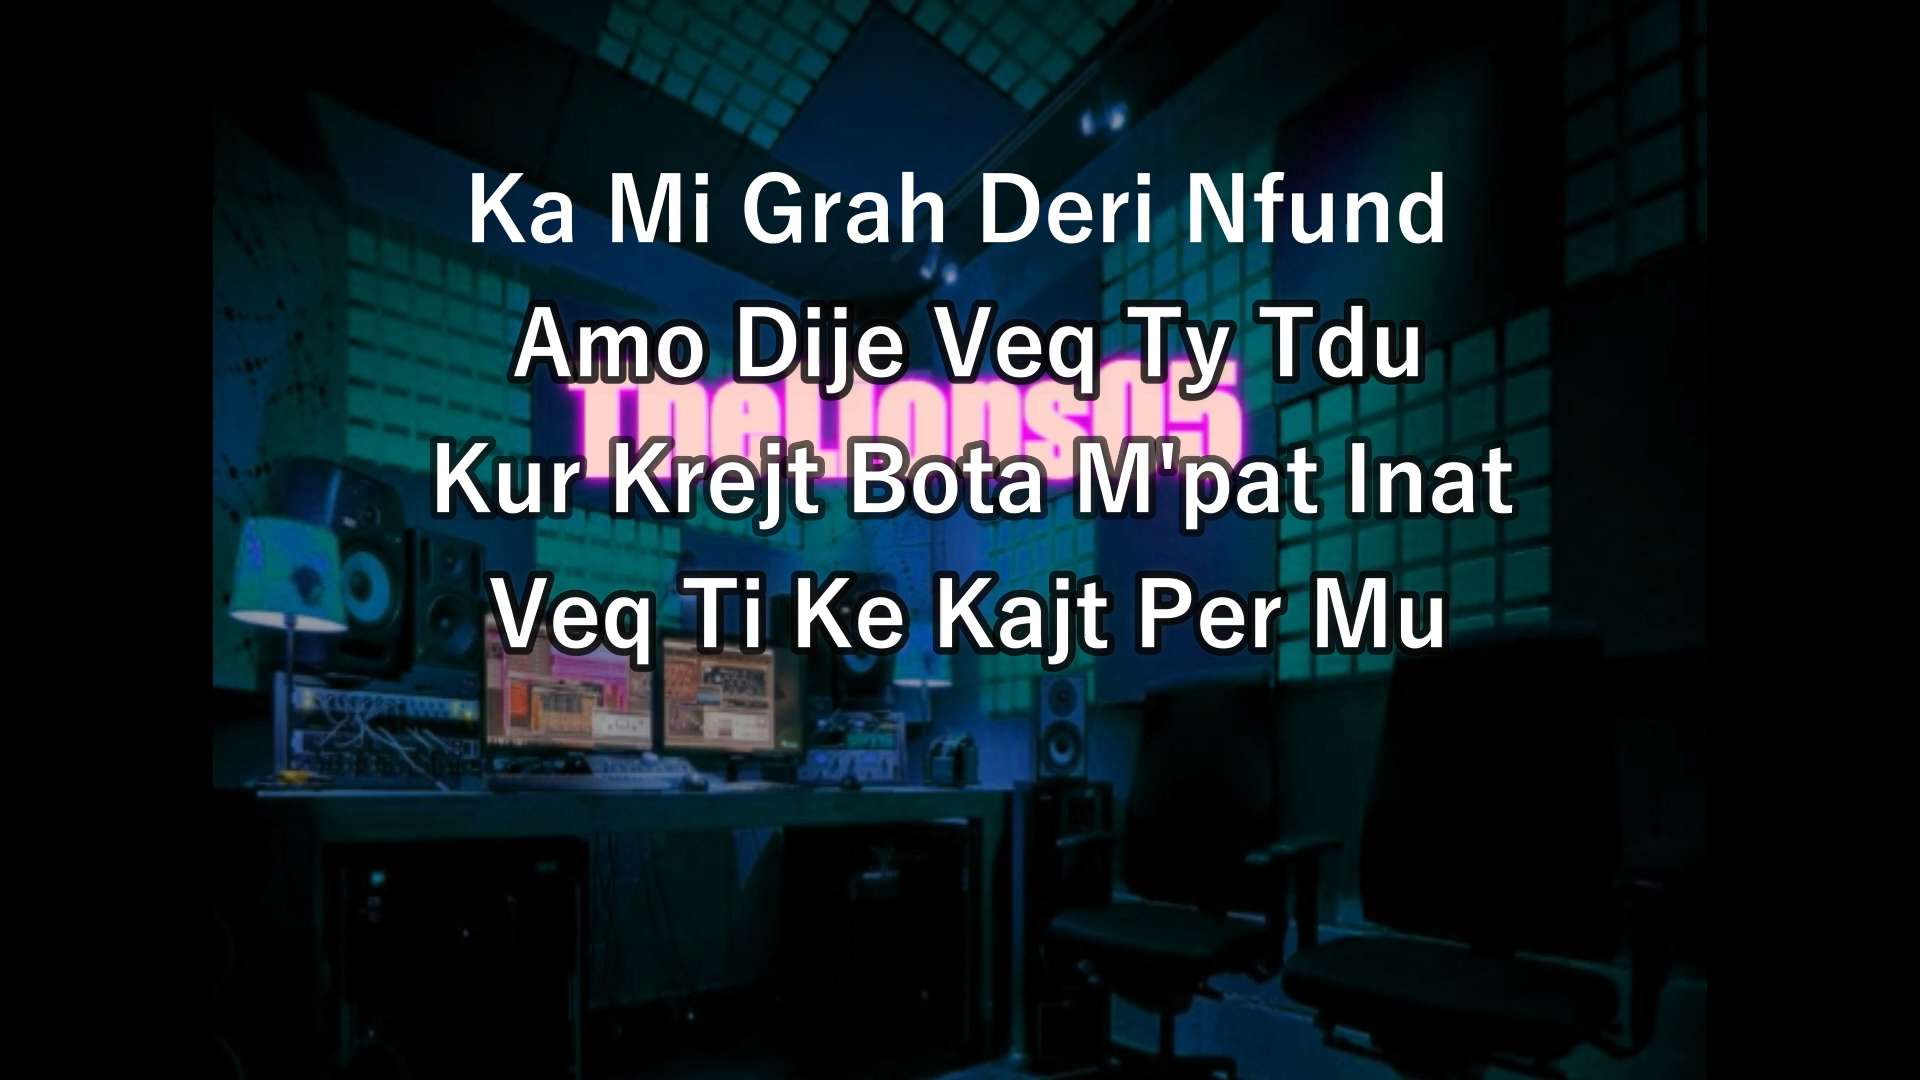 Ka Mi Grah Deri Nfund
Amo Dije Veq Ty Tdu
TheLions05
Kur Krejt Bota M'pat Inat
Veq Ti Ke Kajt Per Mu